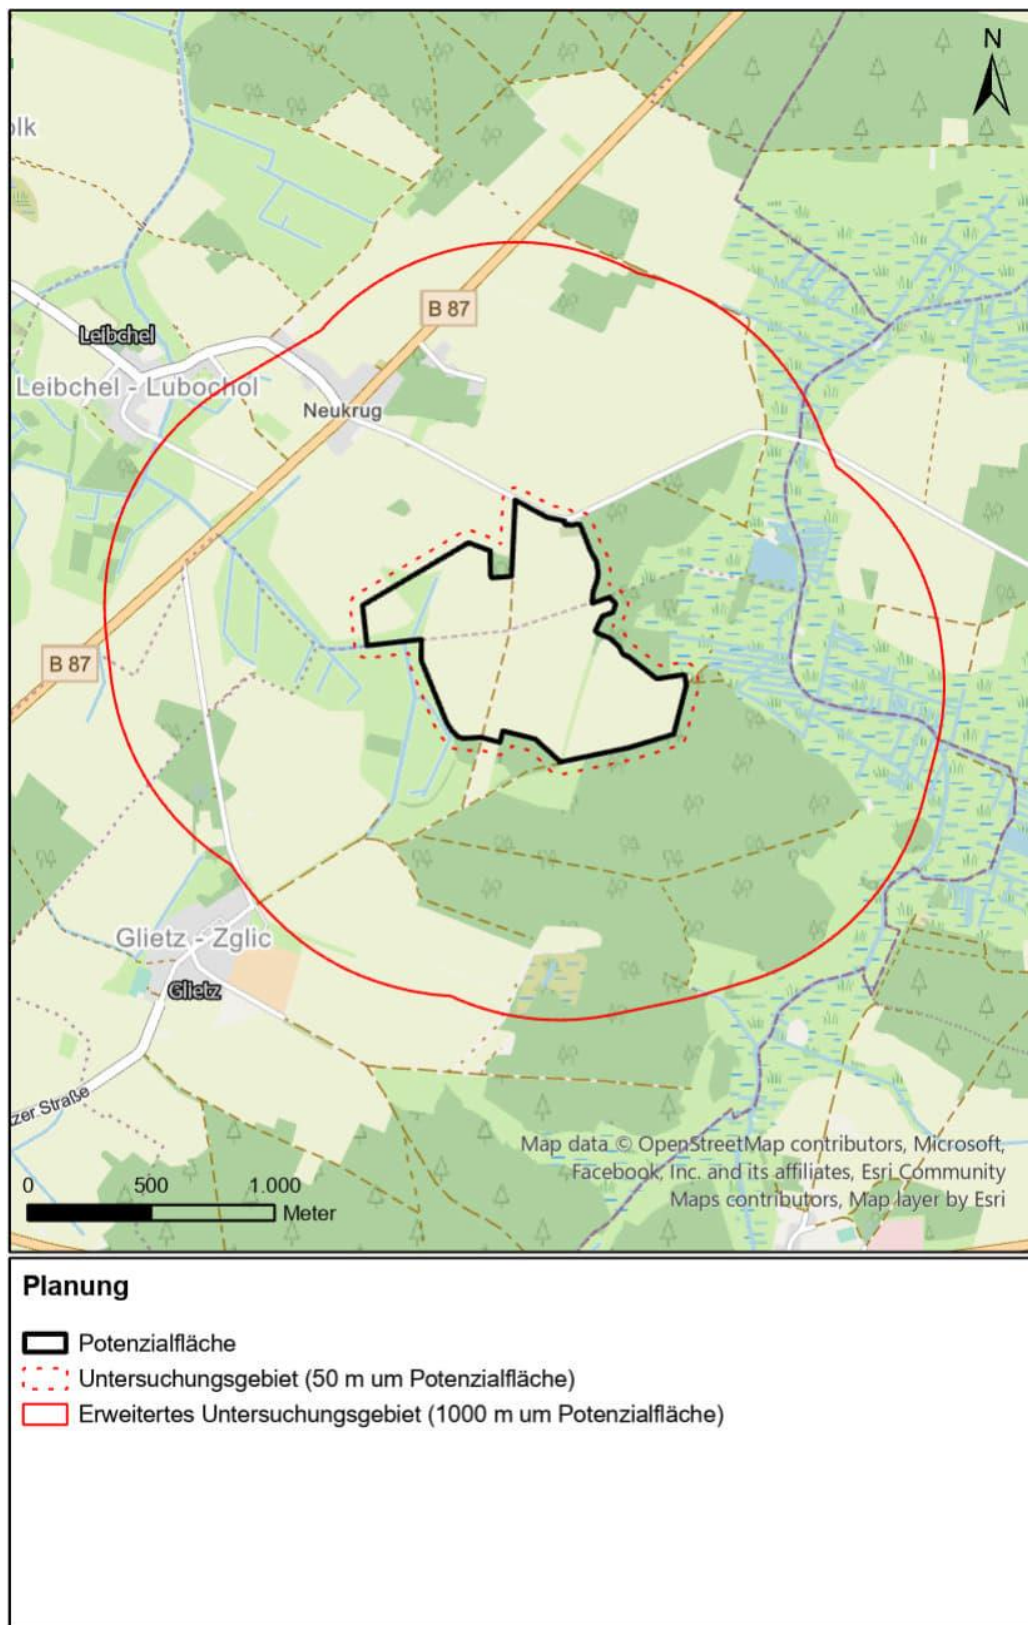 N
olk
B 87
Leibchel
Leibchel - Lubochol
Neukrug
B 87
Glietz - Zglic
Glietz
zer Straße
Map data © OpenStreetMap contributors, Microsoft,
Facebook, Inc. and its affiliates, Esri Community
Maps contributors, Map layer by Esri
0 500 1.000
Meter
Planung
Potenzialfläche
Untersuchungsgebiet (50 m um Potenzialfläche)
Erweitertes Untersuchungsgebiet (1000 m um Potenzialfläche)